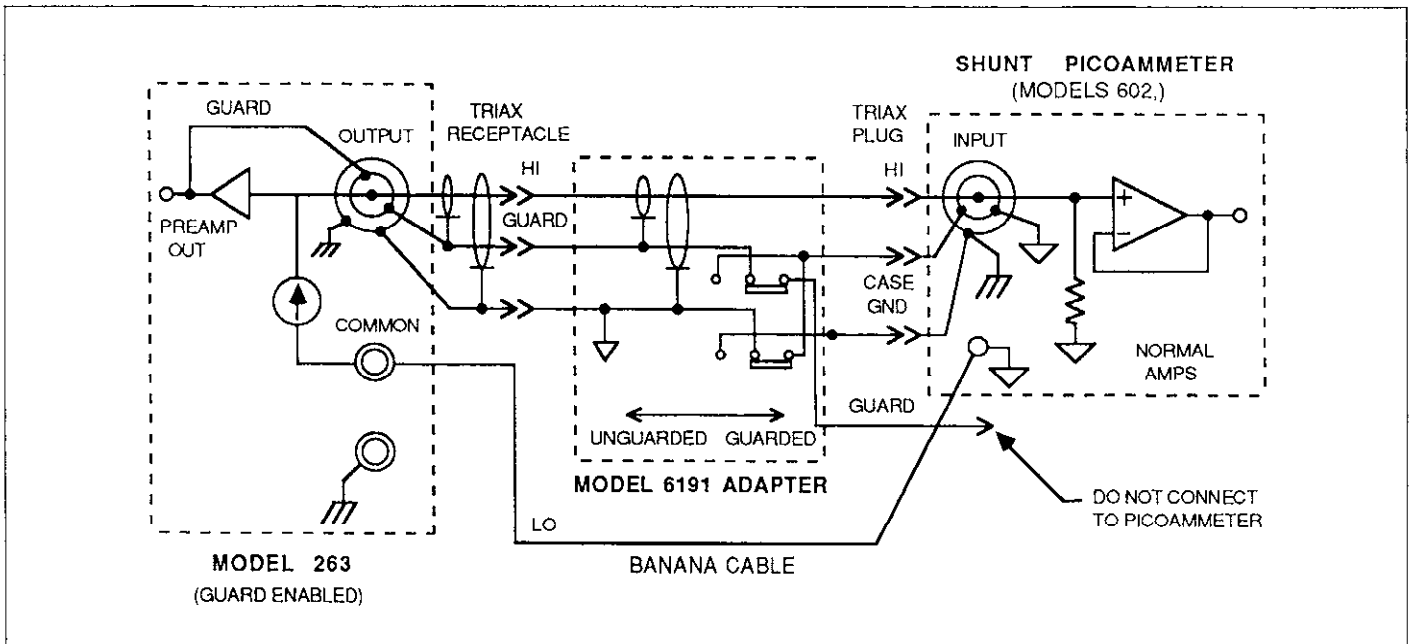 SHUNT PICOAMMETER
(MODELS 602,)
GUARD
TRIAX
RECEPTACLE
TRIAX
PLUG
OUTPUT
INPUT
HI
HI
GUARD
PREAMP
OUT
+
−
CASE
GND
COMMON
NORMAL
AMPS
GUARD
UNGUARDED GUARDED
MODEL 6191 ADAPTER
DO NOT CONNECT
TO PICOAMMETER
LO
BANANA CABLE
MODEL 263
(GUARD ENABLED)